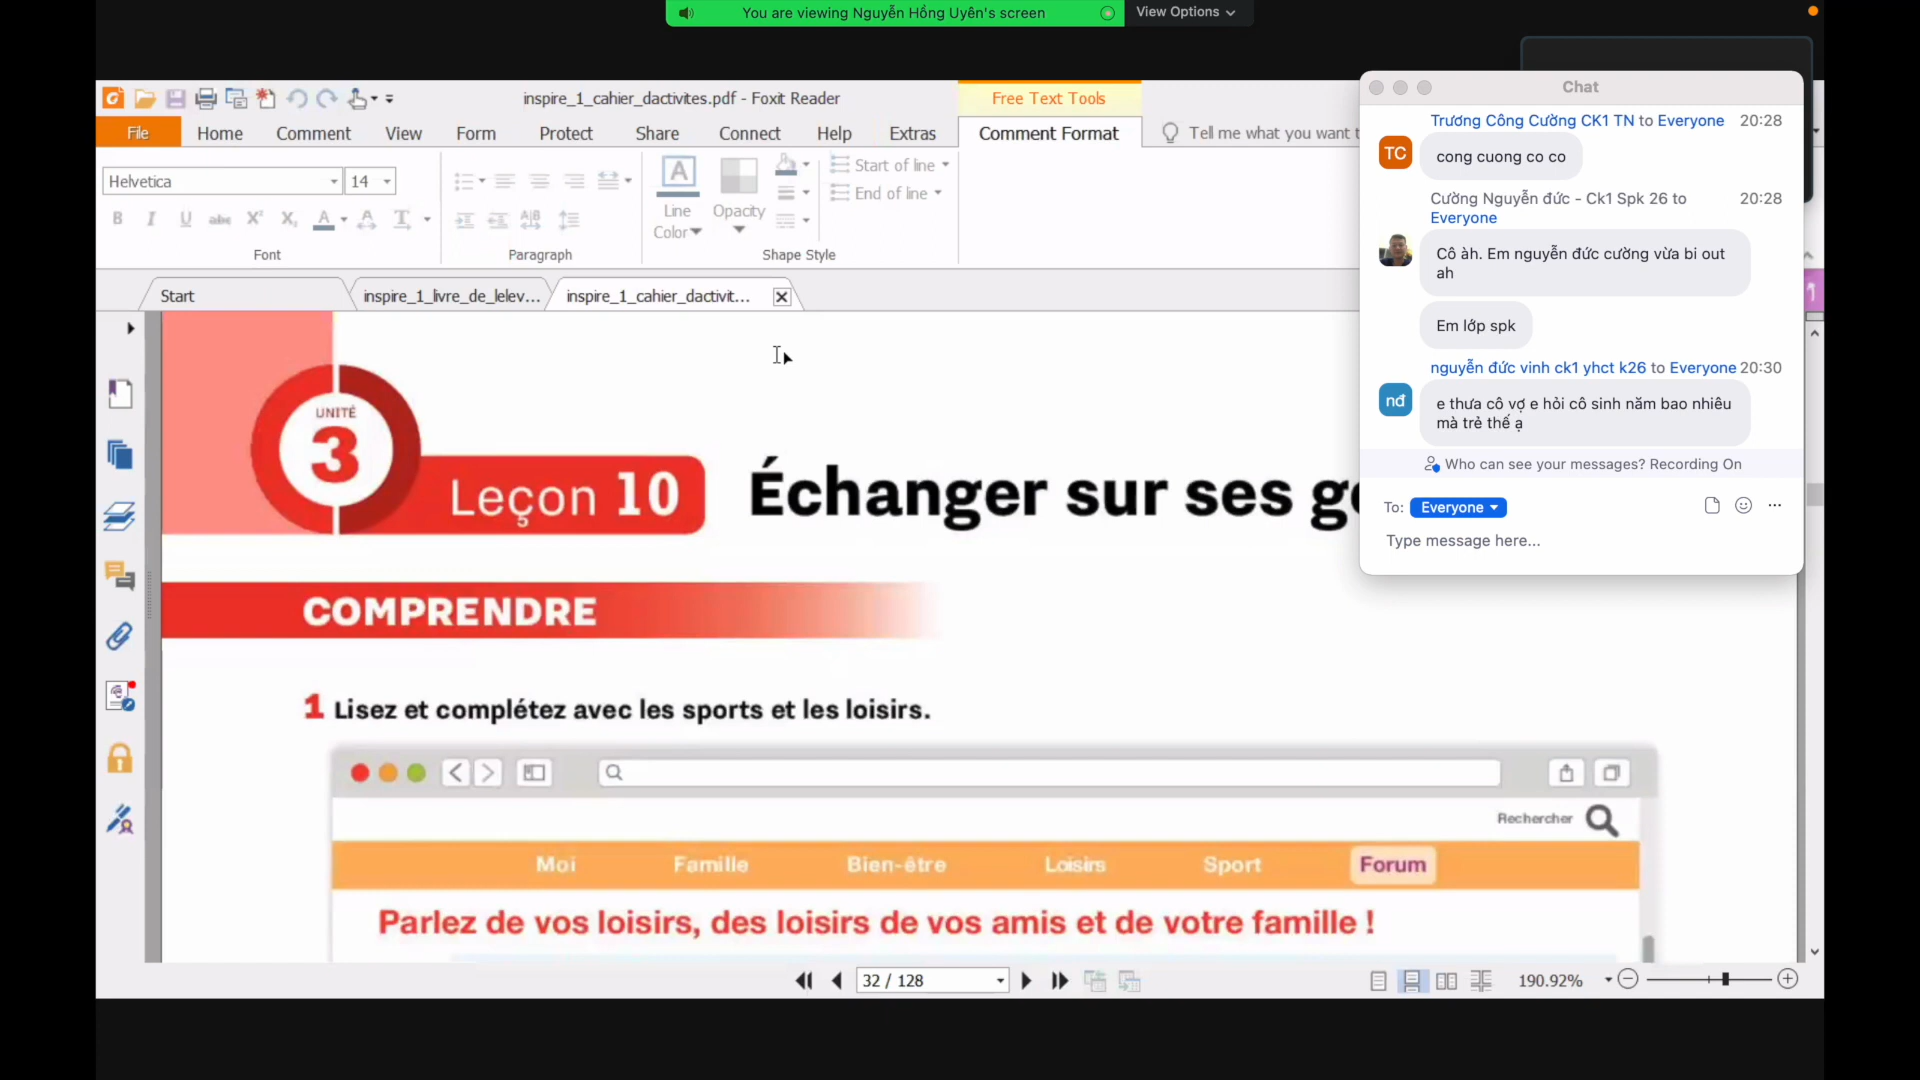 You are viewing Nguyễn Hồng Uyên's screen
View Options
inspire_1_cahier_dactivites.pdf - Foxit Reader
Free Text Tools
File
Home
Comment
View
Form
Protect
Share
Connect
Help
Extras
Comment Format
Tell me what you want t
Helvetica
14
Start of line
End of line
Line
Color
Opacity
B I U abc X² X₂ A
Font
Paragraph
Shape Style
Start
inspire_1_livre_de_lelev...
inspire_1_cahier_dactivit...
UNITÉ
3
Leçon 10
Échanger sur ses g
COMPRENDRE
1 Lisez et complétez avec les sports et les loisirs.
Rechercher
Moi
Famille
Bien-être
Loisirs
Sport
Forum
Parlez de vos loisirs, des loisirs de vos amis et de votre famille !
32 / 128
190.92%
Chat
Trương Công Cường CK1 TN to Everyone 20:28
TC
cong cuong co co
Cường Nguyễn đức - Ck1 Spk 26 to 20:28
Everyone
Cô àh. Em nguyễn đức cường vừa bi out
ah
Em lớp spk
nguyễn đức vinh ck1 yhct k26 to Everyone 20:30
nđ
e thưa cô vợ e hỏi cô sinh năm bao nhiêu
mà trẻ thế ạ
Who can see your messages? Recording On
To: Everyone
Type message here...